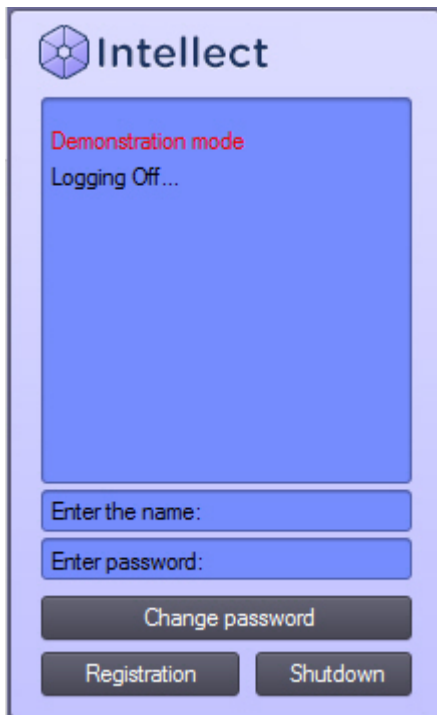 Intellect
Demonstration mode
Logging Off...
Enter the name:
Enter password:
Change password
Registration
Shutdown